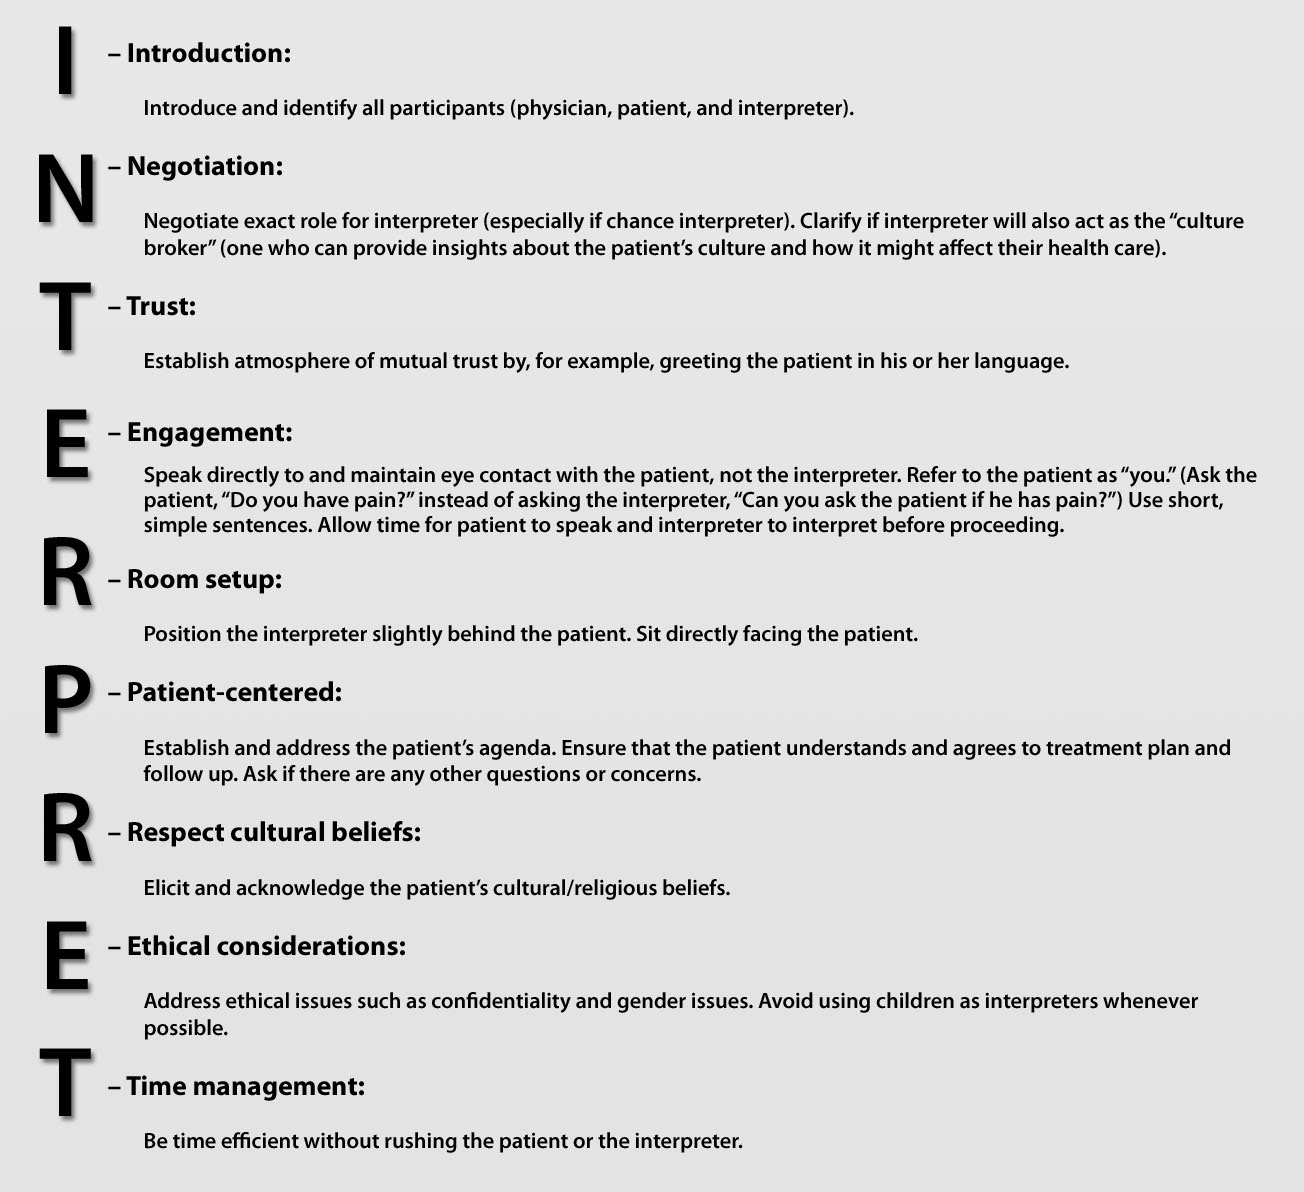 I – Introduction:
Introduce and identify all participants (physician, patient, and interpreter).
N – Negotiation:
Negotiate exact role for interpreter (especially if chance interpreter). Clarify if interpreter will also act as the “culture
broker” (one who can provide insights about the patient’s culture and how it might affect their health care).
T – Trust:
Establish atmosphere of mutual trust by, for example, greeting the patient in his or her language.
E – Engagement:
Speak directly to and maintain eye contact with the patient, not the interpreter. Refer to the patient as “you.” (Ask the
patient, “Do you have pain?” instead of asking the interpreter, “Can you ask the patient if he has pain?”) Use short,
simple sentences. Allow time for patient to speak and interpreter to interpret before proceeding.
R – Room setup:
Position the interpreter slightly behind the patient. Sit directly facing the patient.
P – Patient-centered:
Establish and address the patient’s agenda. Ensure that the patient understands and agrees to treatment plan and
follow up. Ask if there are any other questions or concerns.
R – Respect cultural beliefs:
Elicit and acknowledge the patient’s cultural/religious beliefs.
E – Ethical considerations:
Address ethical issues such as confidentiality and gender issues. Avoid using children as interpreters whenever
possible.
T – Time management:
Be time efficient without rushing the patient or the interpreter.